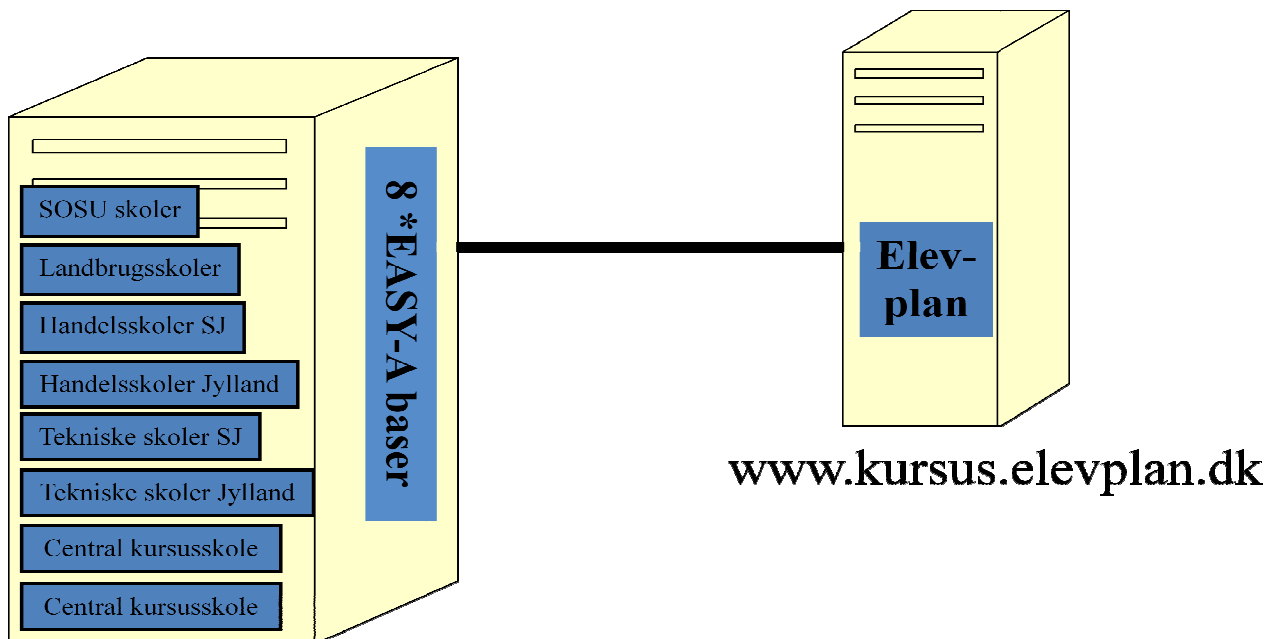 SOSU skoler
Landbrugsskoler
Handelsskoler SJ
Handelsskoler Jylland
Tekniske skoler SJ
Tekniske skoler Jylland
Central kursusskole
Central kursusskole
8 *EASY-A baser
Elev-
plan
www.kursus.elevplan.dk